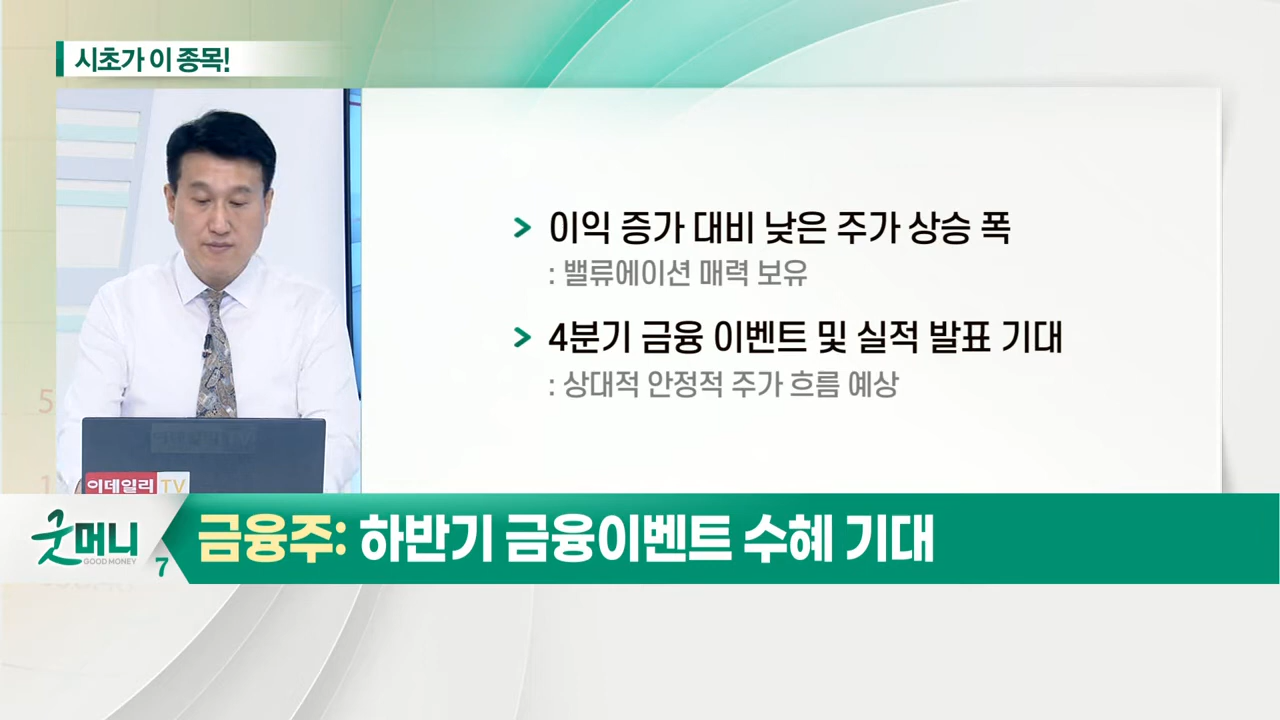 시초가 이 종목!
이익 증가 대비 낮은 주가 상승 폭
: 밸류에이션 매력 보유
4분기 금융 이벤트 및 실적 발표 기대
: 상대적 안정적 주가 흐름 예상
5
1
이데일리 TV
굿머니
GOOD MONEY
7
금융주: 하반기 금융이벤트 수혜 기대